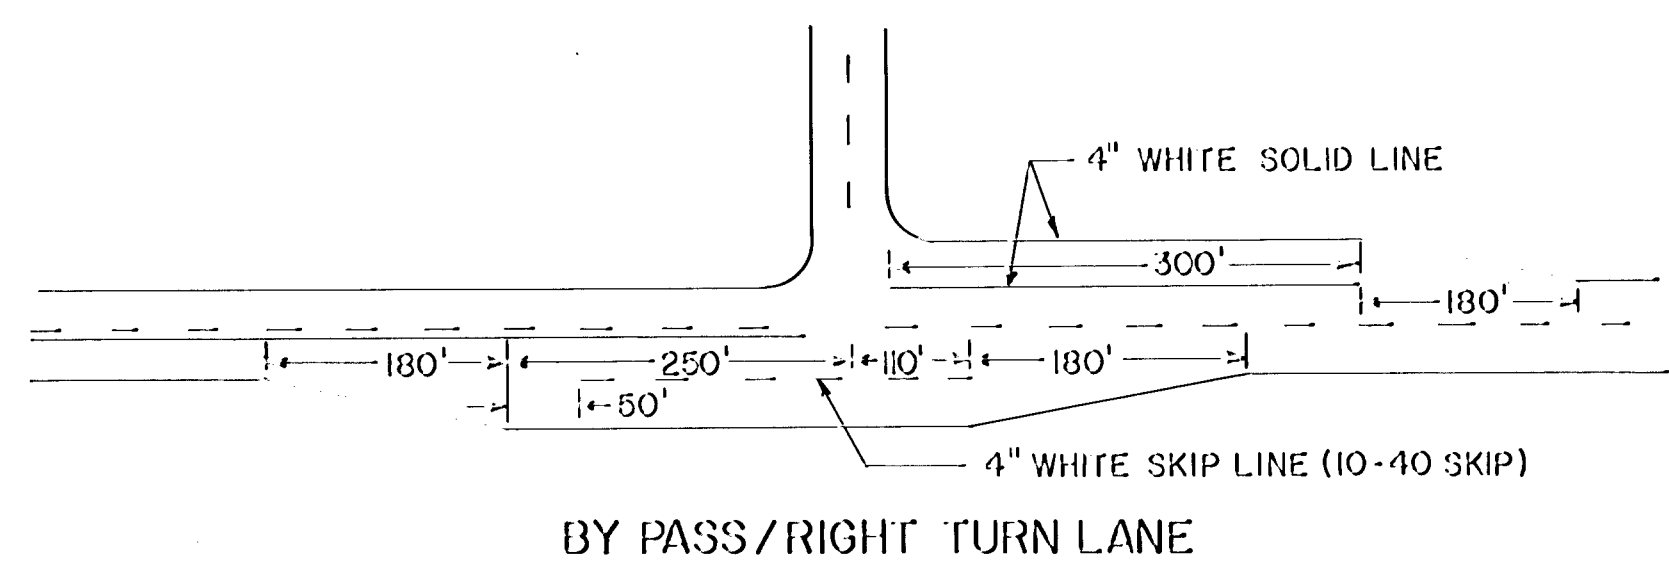 4" WHITE SOLID LINE
300'
180'
180'
250'
110'
180'
50'
4" WHITE SKIP LINE (10-40 SKIP)
BY PASS/RIGHT TURN LANE